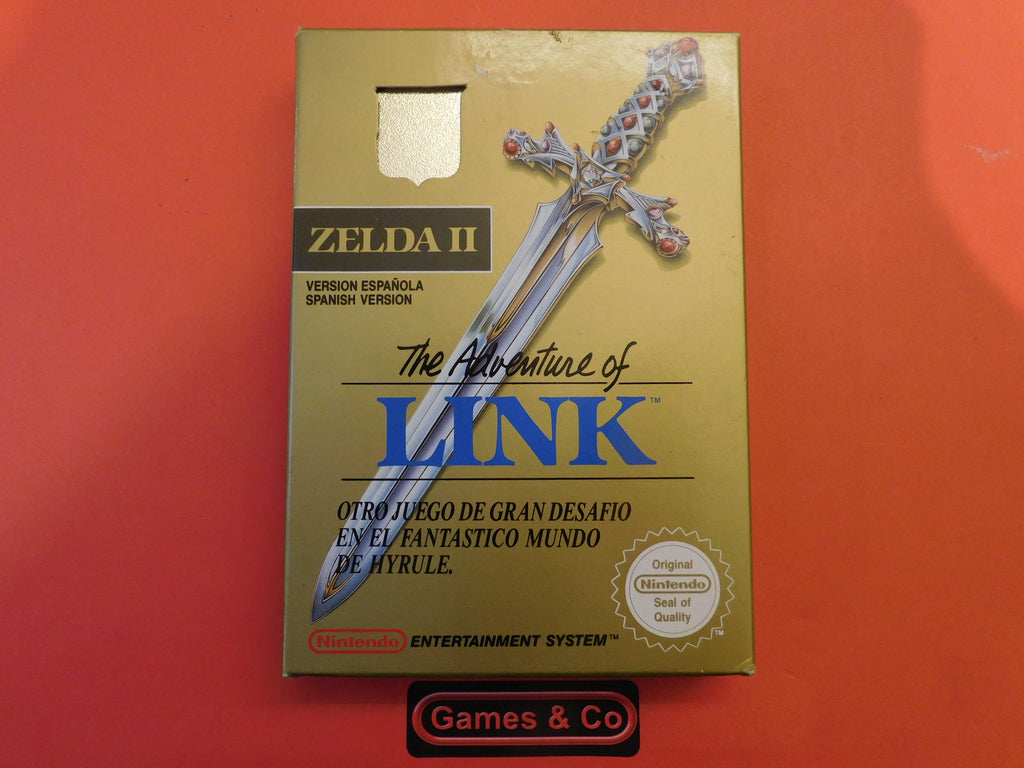 ZELDA II
VERSION ESPAÑOLA
SPANISH VERSION
The Adventure of
LINK™
OTRO JUEGO DE GRAN DESAFIO
EN EL FANTASTICO MUNDO
DE HYRULE.
Original
Nintendo
Seal of
Quality
TM
Nintendo ENTERTAINMENT SYSTEM™
Games & Co